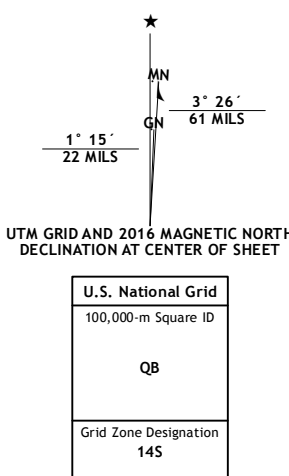 ★
MN
3° 26´
61 MILS
GN
1° 15´
22 MILS
UTM GRID AND 2016 MAGNETIC NORTH
DECLINATION AT CENTER OF SHEET
U.S. National Grid
100,000-m Square ID
QB
Grid Zone Designation
14S